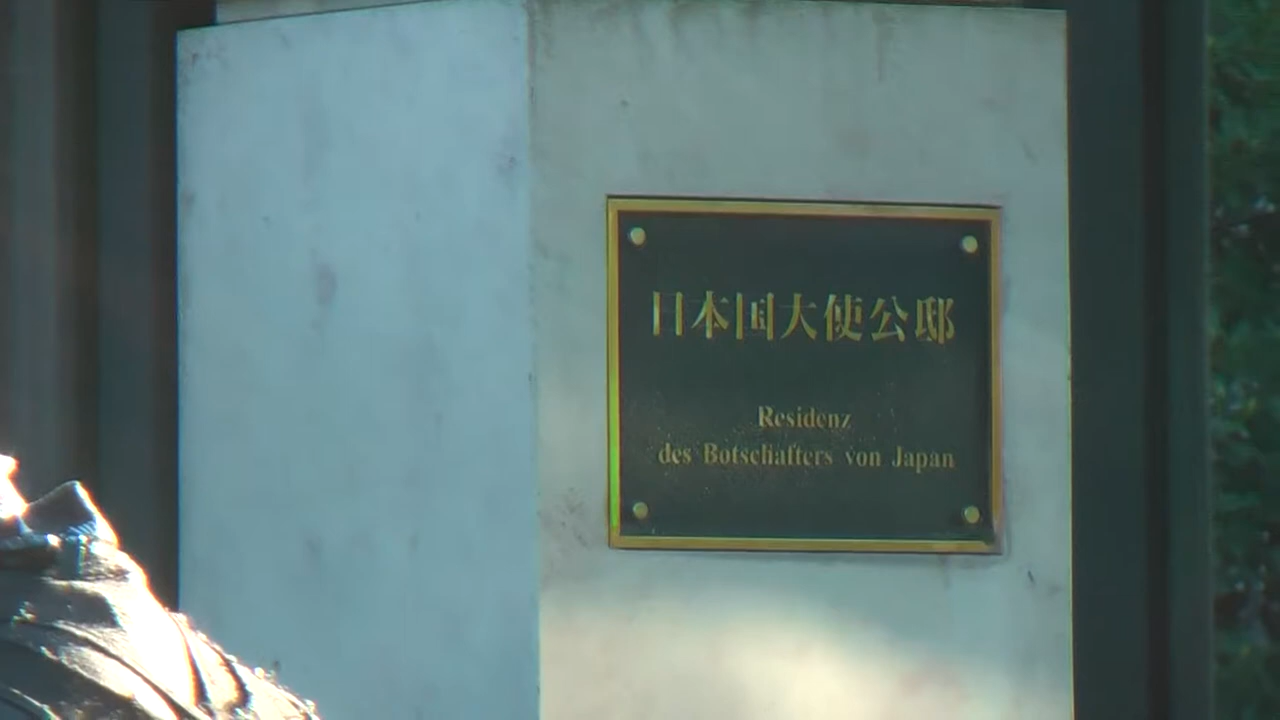 日本国大使公邸
Residenz
des Botschafters von Japan